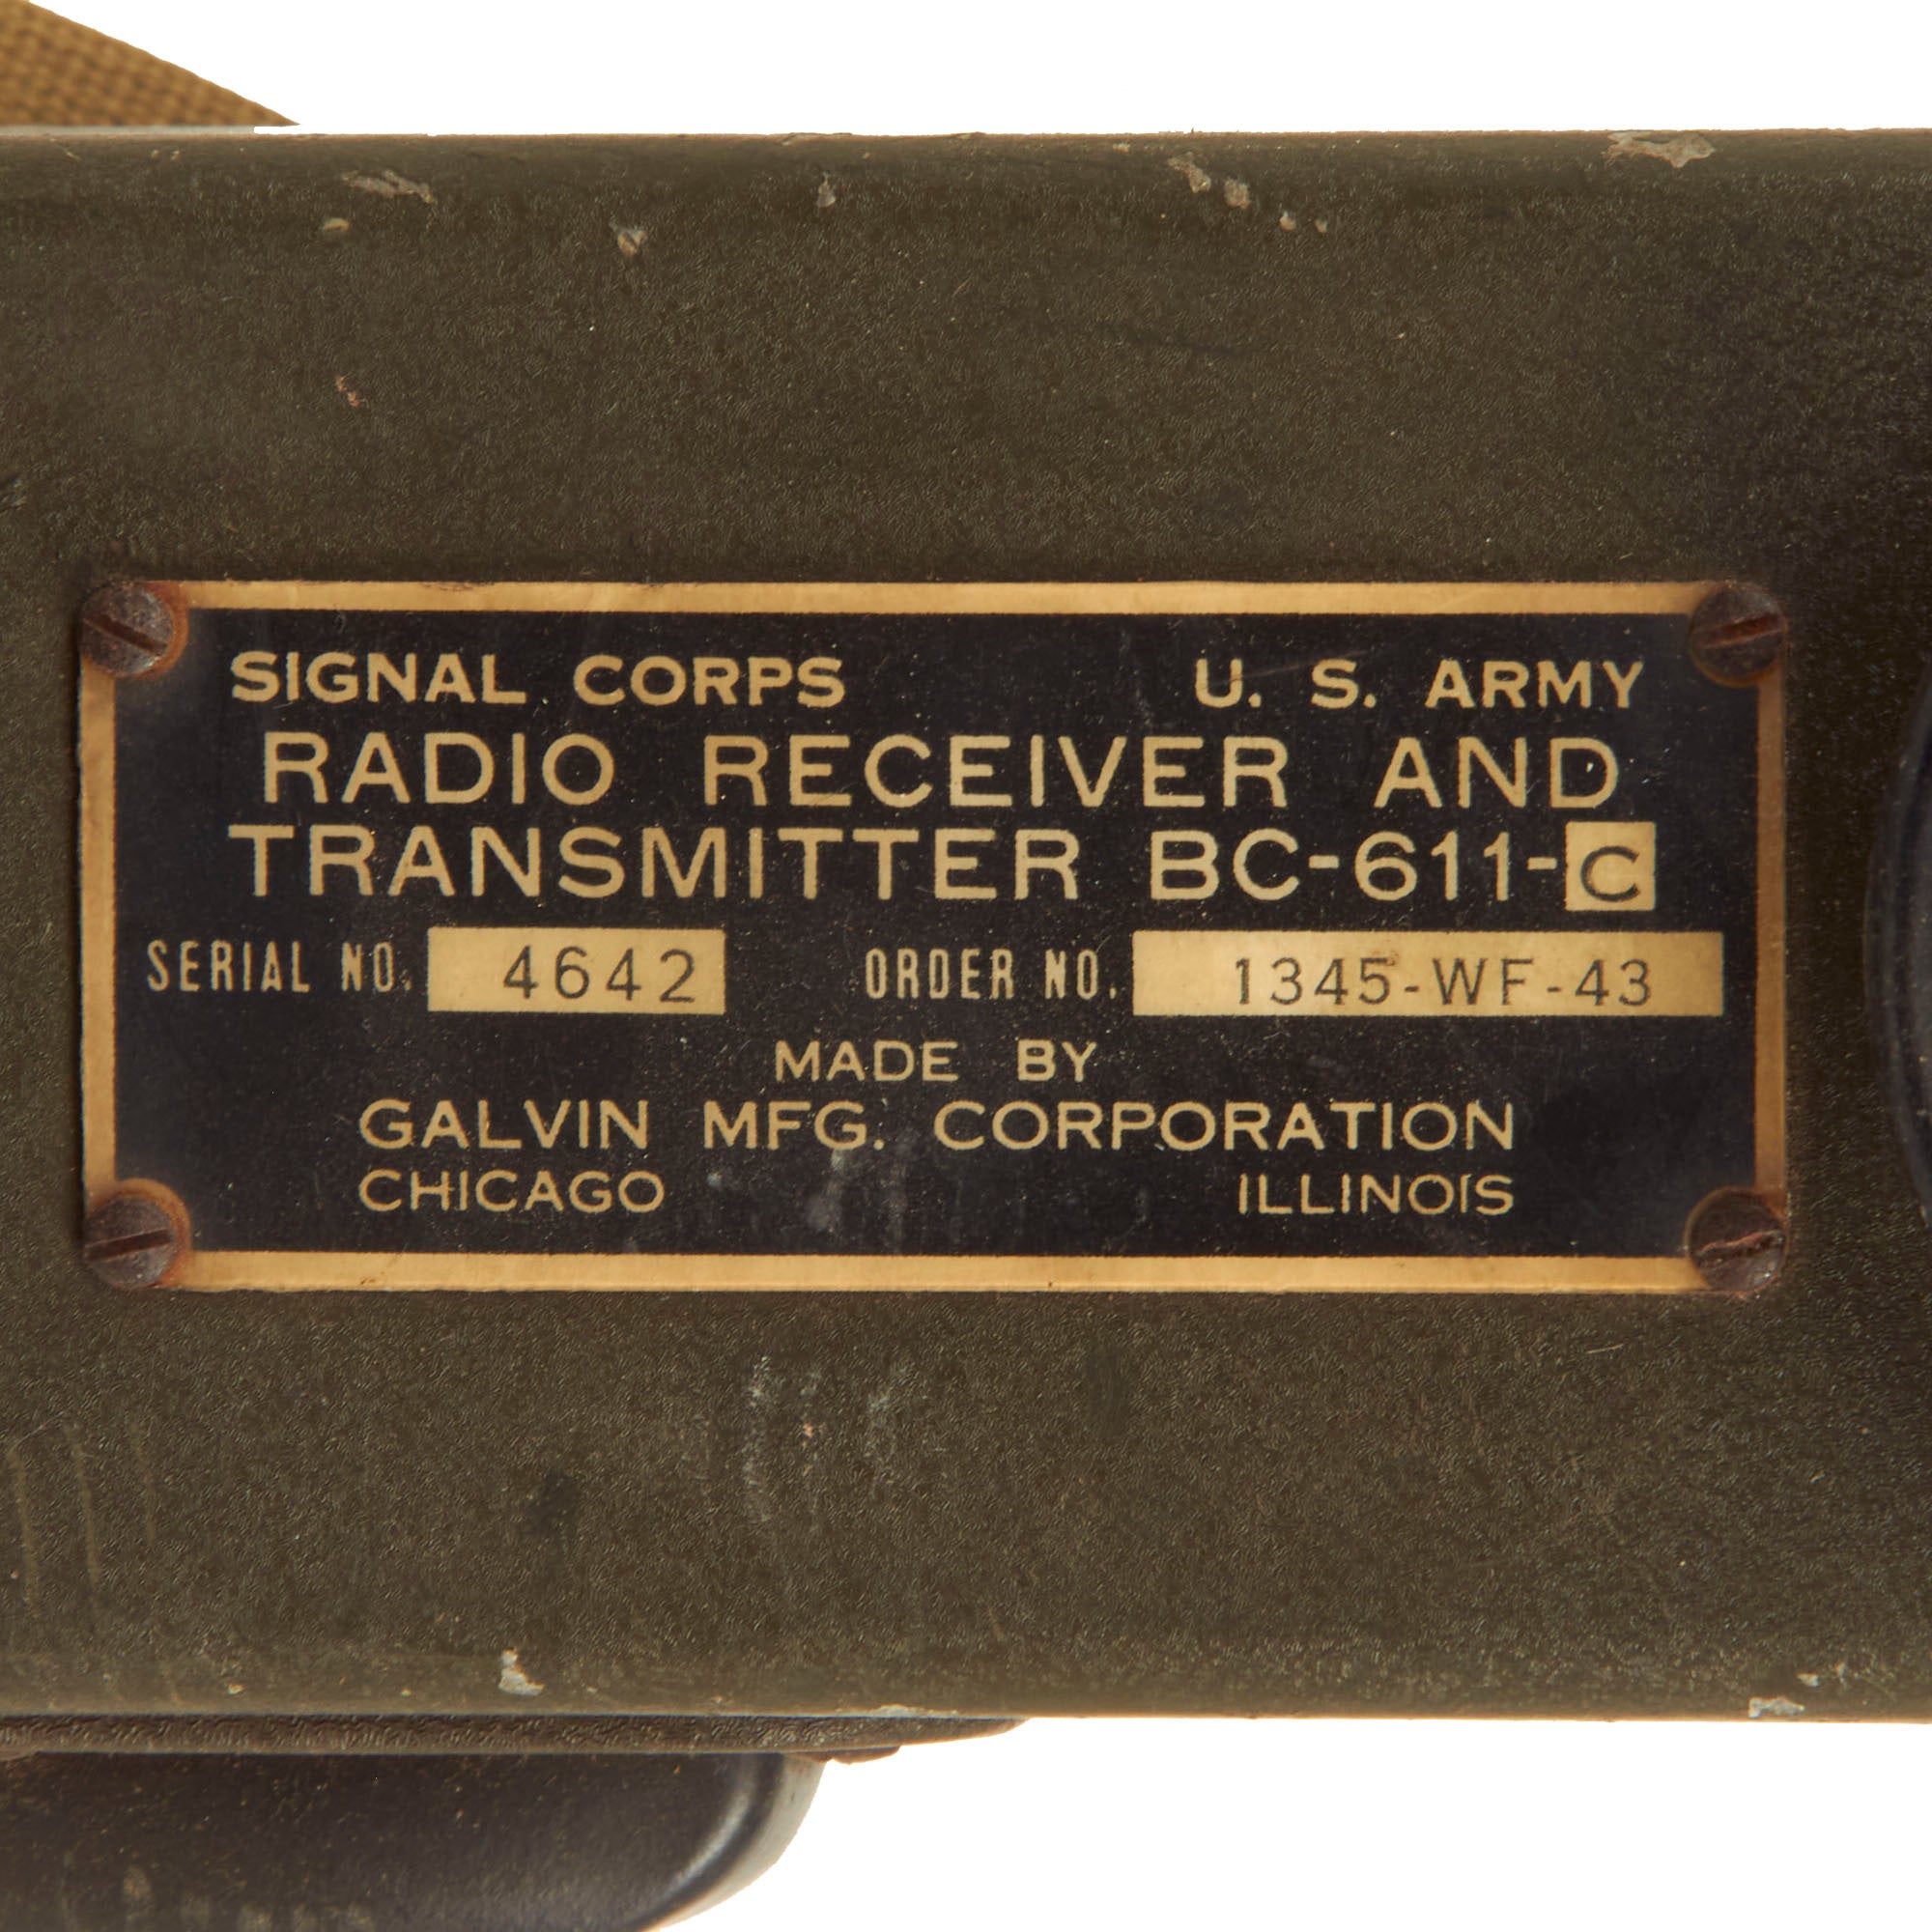 SIGNAL CORPS U. S. ARMY
RADIO RECEIVER AND
TRANSMITTER BC-611-C
SERIAL NO. 4642 ORDER NO. 1345-WF-43
MADE BY
GALVIN MFG. CORPORATION
CHICAGO ILLINOIS